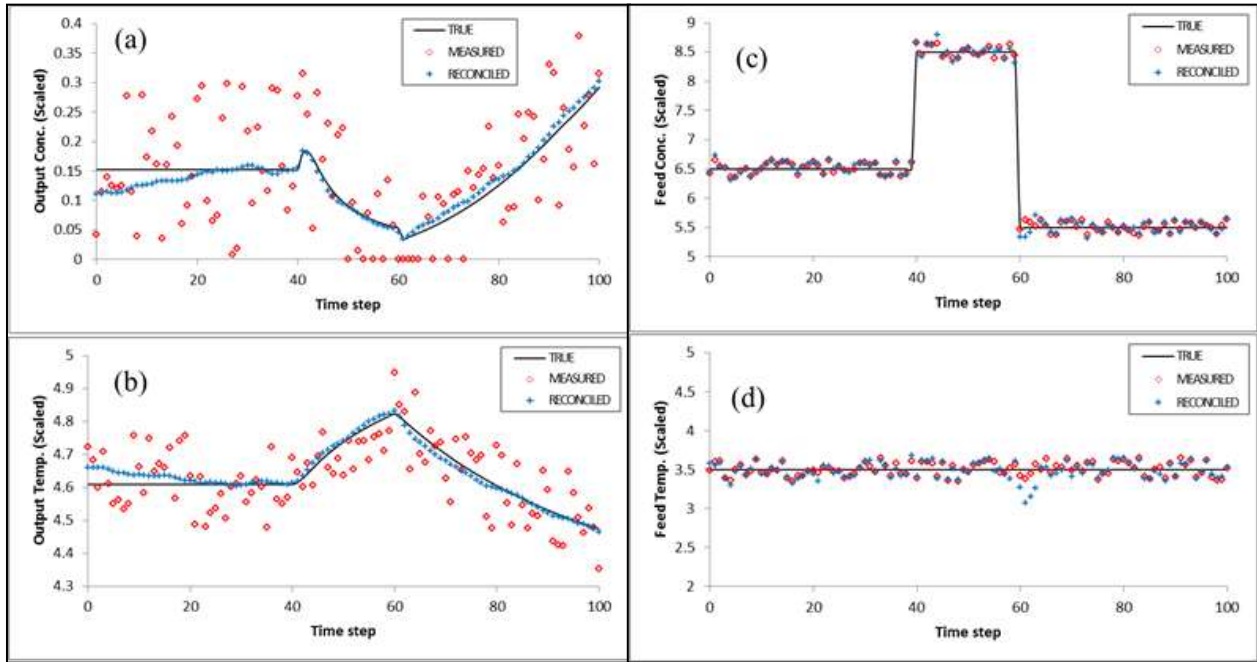 (a)
TRUE
MEASURED
RECONCILED
Output Conc. (Scaled)
0.4
0.35
0.3
0.25
0.2
0.15
0.1
0.05
0
0 20 40 60 80 100
Time step
(c)
TRUE
MEASURED
RECONCILED
Feed Conc. (Scaled)
9
8.5
8
7.5
7
6.5
6
5.5
5
0 20 40 60 80 100
Time step
(b)
TRUE
MEASURED
RECONCILED
Output Temp. (Scaled)
5
4.9
4.8
4.7
4.6
4.5
4.4
4.3
0 20 40 60 80 100
Time step
(d)
TRUE
MEASURED
RECONCILED
Feed Temp. (Scaled)
5
4.5
4
3.5
3
2.5
2
0 20 40 60 80 100
Time step